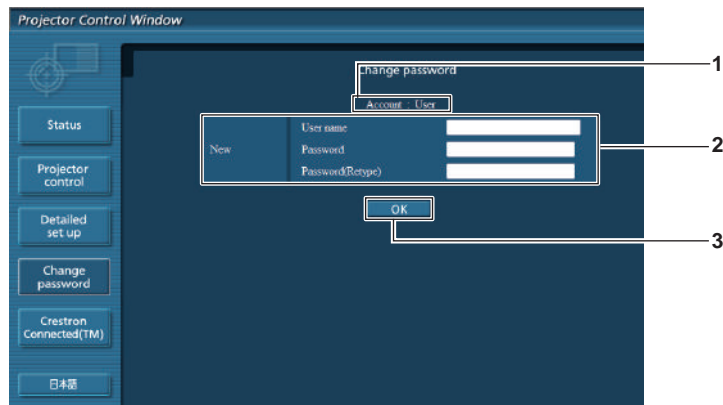 Projector Control Window
Change password
1
Account : User
Status
New
User name
2
Password
Password(Retype)
Projector
control
OK
Detailed
set up
3
Change
password
Crestron
Connected(TM)
日本語